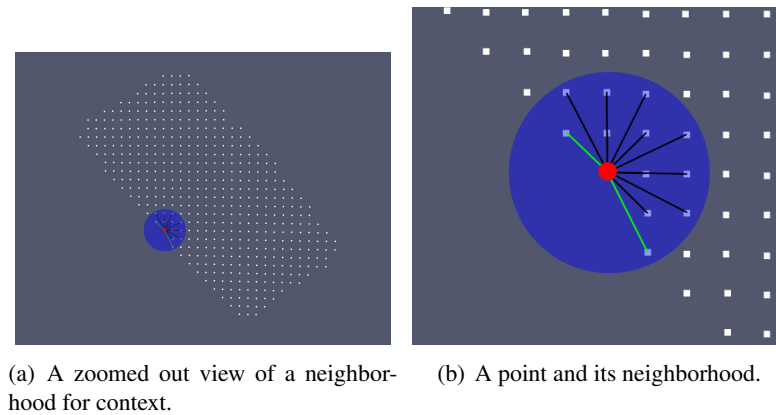 (a) A zoomed out view of a neighbor-
hood for context.
(b) A point and its neighborhood.